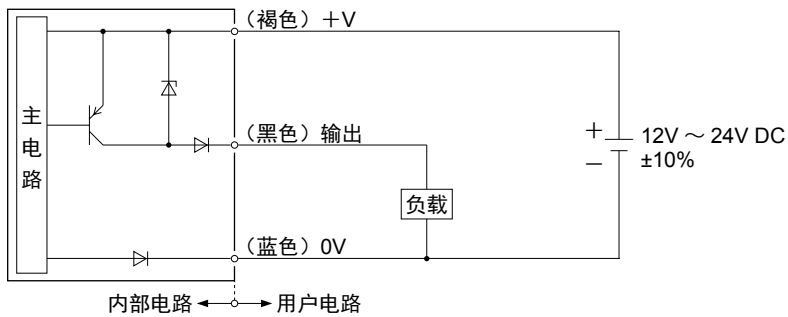 （褐色）＋V
主电路
（黑色）输出
＋
－
12V ～ 24V DC
±10%
负载
（蓝色）0V
内部电路
用户电路